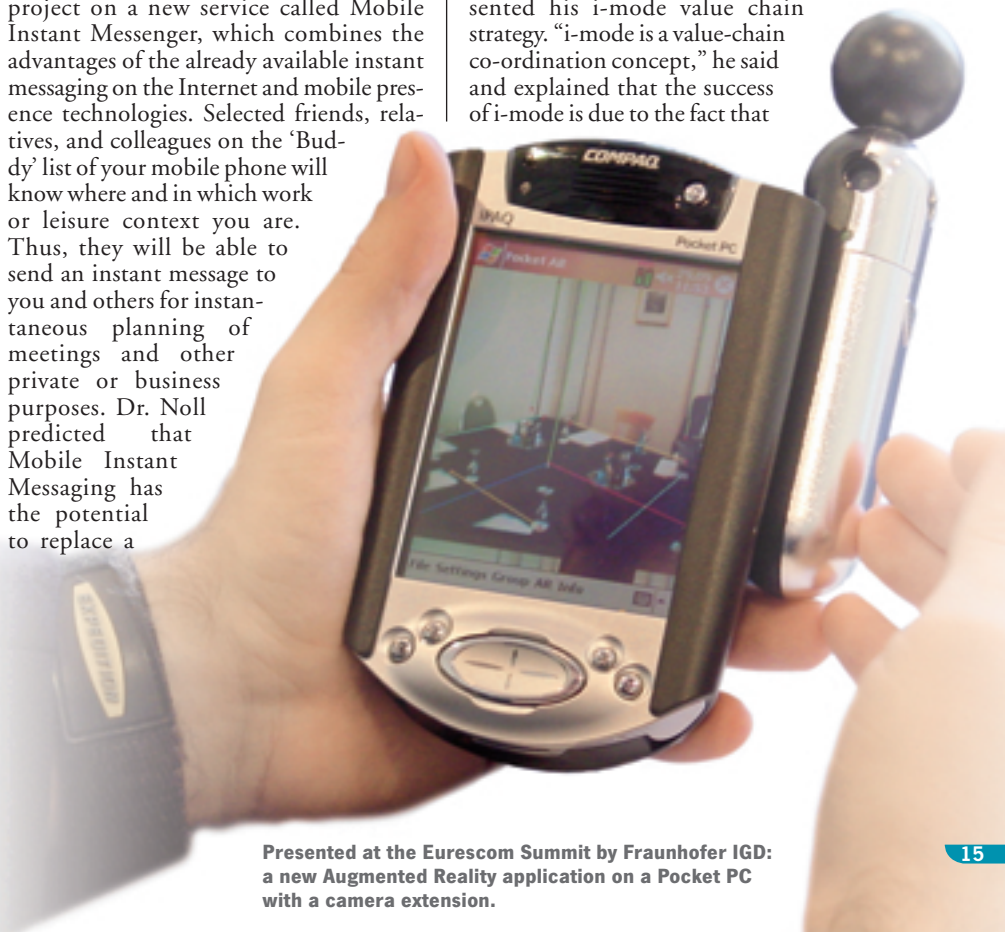 project on a new service called Mobile
Instant Messenger, which combines the
advantages of the already available instant
messaging on the Internet and mobile pres-
ence technologies. Selected friends, rela-
tives, and colleagues on the ‘Bud-
dy’ list of your mobile phone will
know where and in which work
or leisure context you are.
Thus, they will be able to
send an instant message to
you and others for instan-
taneous planning of
meetings and other
private or business
purposes. Dr. Noll
predicted that
Mobile Instant
Messaging has
the potential
to replace a
sented his i-mode value chain
strategy. “i-mode is a value-chain
co-ordination concept,” he said
and explained that the success
of i-mode is due to the fact that
COMPAQ
iPAQ
Pocket PC
Pocket AR
File Settings Group AR Info
EXPEDITION
Presented at the Eurescom Summit by Fraunhofer IGD:
a new Augmented Reality application on a Pocket PC
with a camera extension.
15